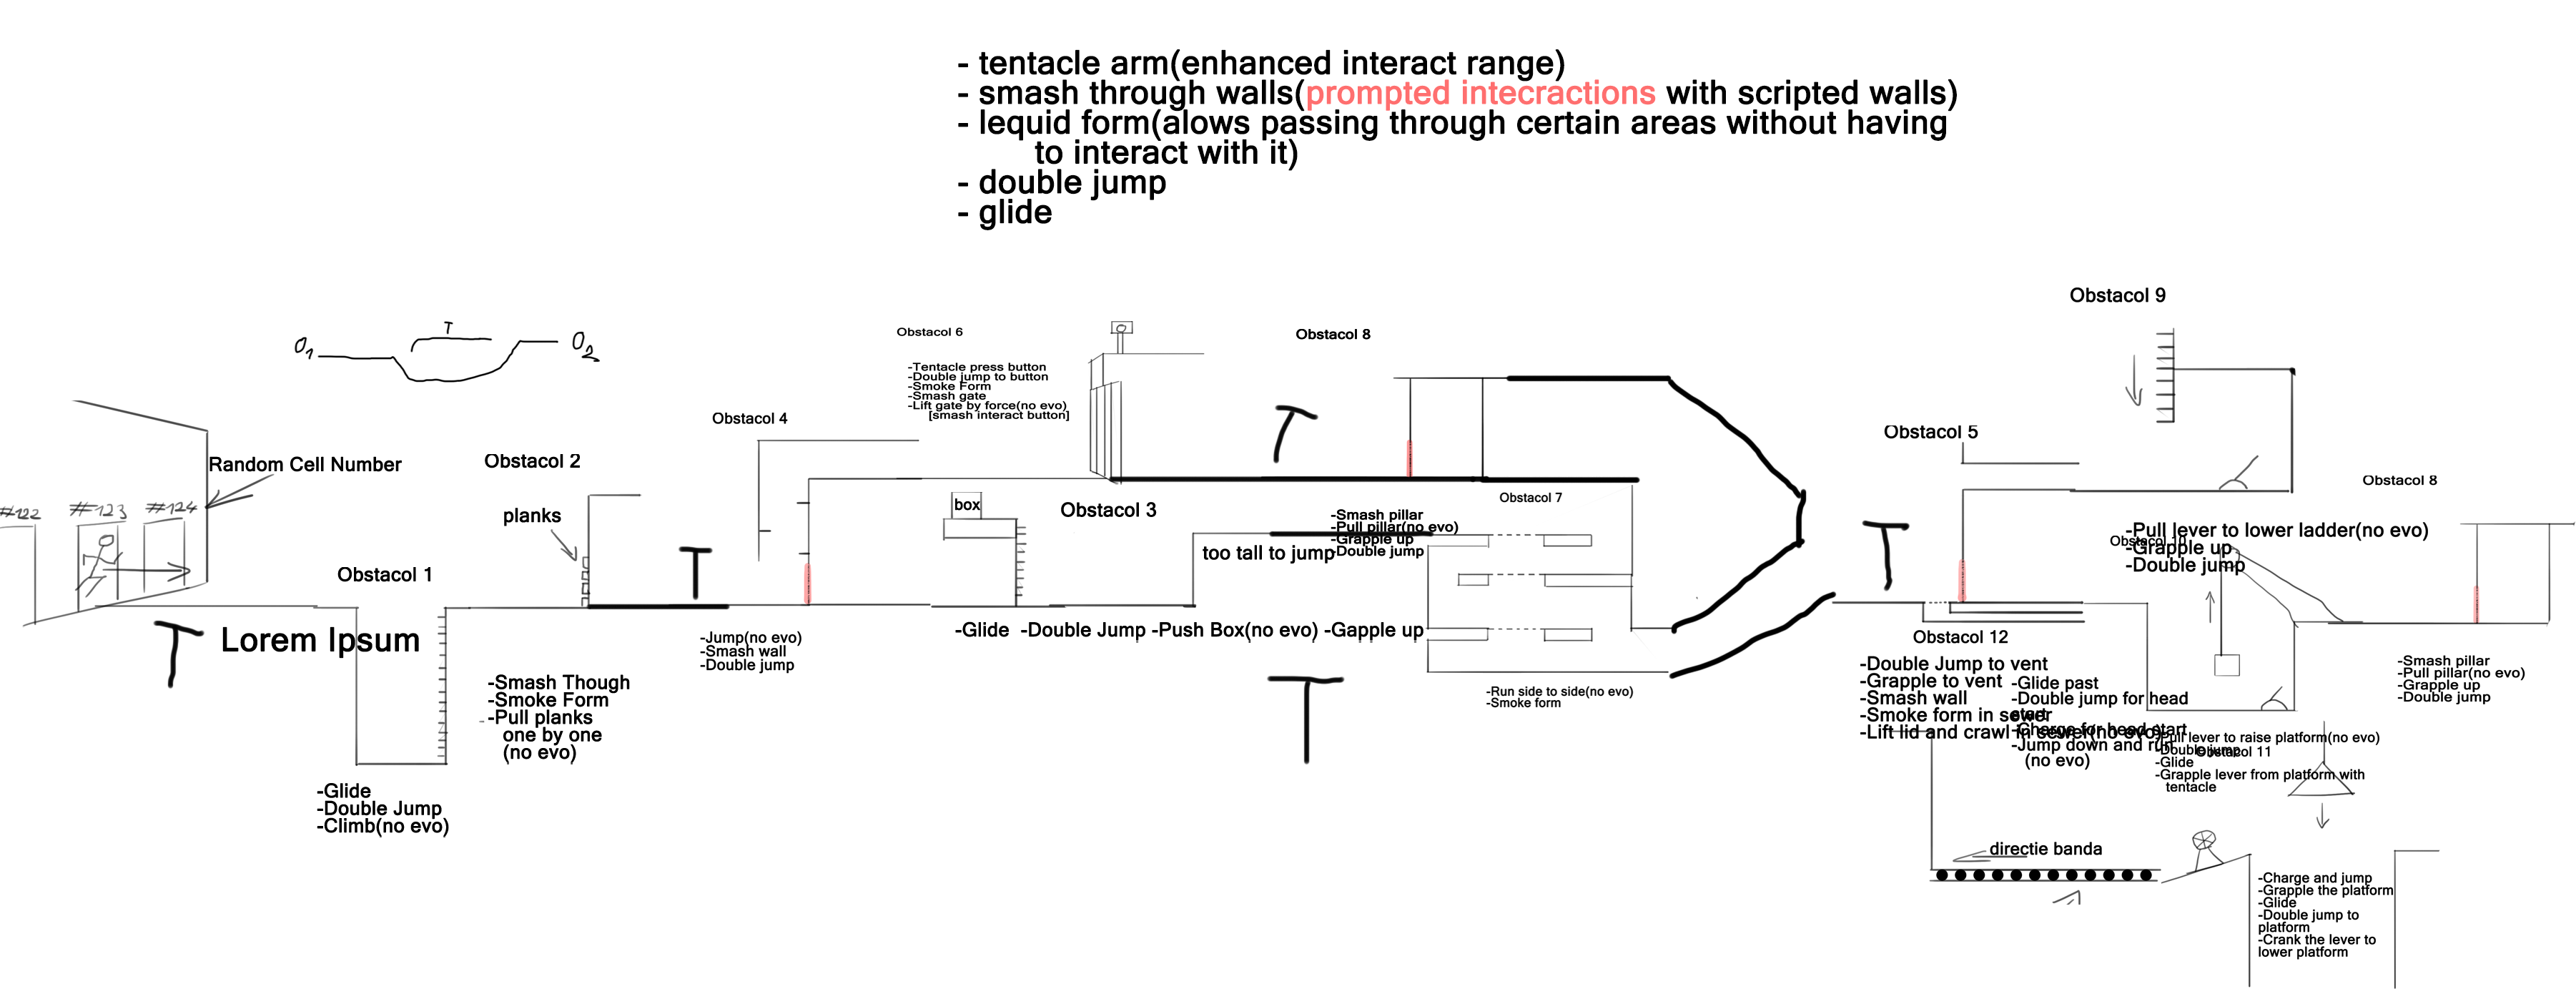 - tentacle arm(enhanced interact range)
- smash through walls(prompted intecractions with scripted walls)
- lequid form(alows passing through certain areas without having
to interact with it)
- double jump
- glide
O1
T
O2
Random Cell Number
#122
#123
#124
T
Lorem Ipsum
Obstacol 1
-Glide
-Double Jump
-Climb(no evo)
Obstacol 2
planks
-Smash Though
-Smoke Form
-Pull planks
one by one
(no evo)
T
Obstacol 4
-Jump(no evo)
-Smash wall
-Double jump
Obstacol 6
-Tentacle press button
-Double jump to button
-Smoke Form
-Smash gate
-Lift gate by force(no evo)
[smash interact button]
box
Obstacol 3
too tall to jump
-Glide -Double Jump -Push Box(no evo) -Gapple up
T
Obstacol 8
T
-Smash pillar
-Pull pillar(no evo)
-Grapple up
-Double jump
Obstacol 7
-Run side to side(no evo)
-Smoke form
T
Obstacol 5
Obstacol 9
-Pull lever to lower ladder(no evo)
-Grapple up
-Double jump
Obstacol 10
Obstacol 12
-Double Jump to vent
-Grapple to vent
-Smash wall
-Smoke form in sewer
-Lift lid and crawl in sewer(no evo)
-Glide past
-Double jump for head
start
-Charge for head start
-Jump down and run
(no evo)
-Pull lever to raise platform(no evo)
-Double jump
-Glide
-Grapple lever from platform with
tentacle
Obstacol 11
directie banda
-Charge and jump
-Grapple the platform
-Glide
-Double jump to
platform
-Crank the lever to
lower platform
Obstacol 8
-Smash pillar
-Pull pillar(no evo)
-Grapple up
-Double jump